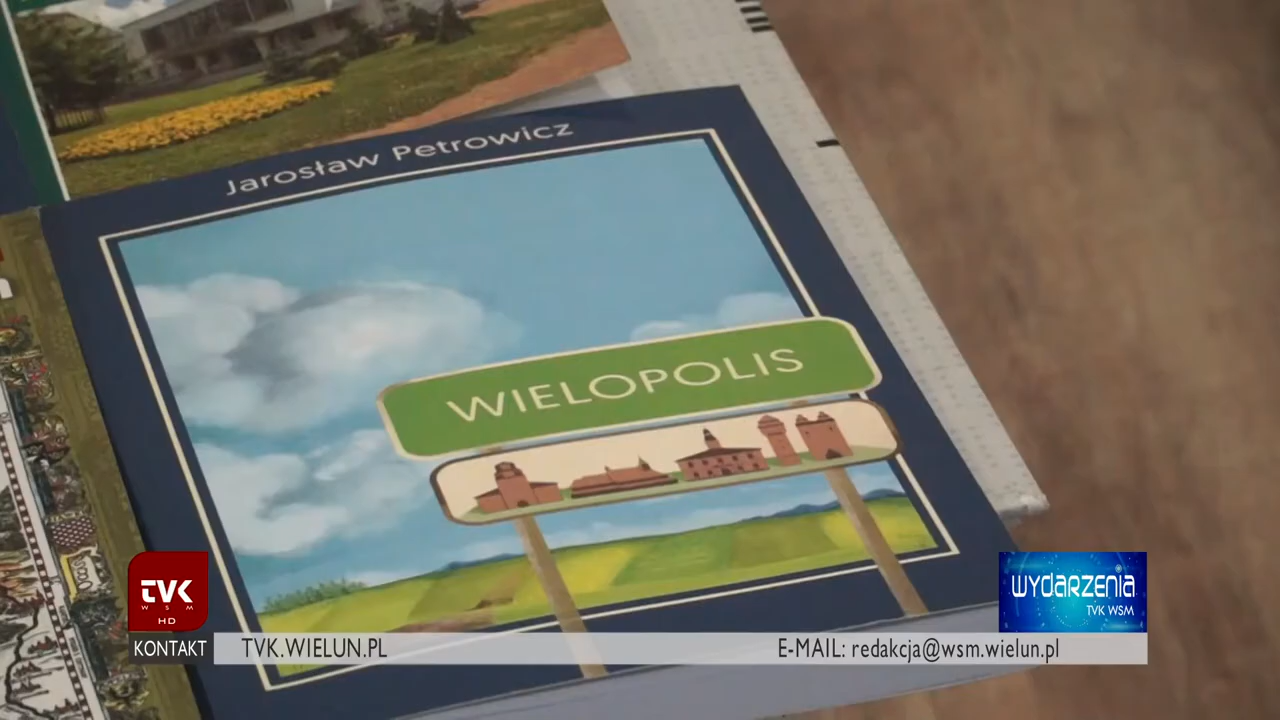 Jarosław Petrowicz
WIELOPOLIS
TVK
WSM
HD
WYDARZENIA
TVK WSM
KONTAKT
TVK.WIELUN.PL
E-MAIL: redakcja@wsm.wielun.pl